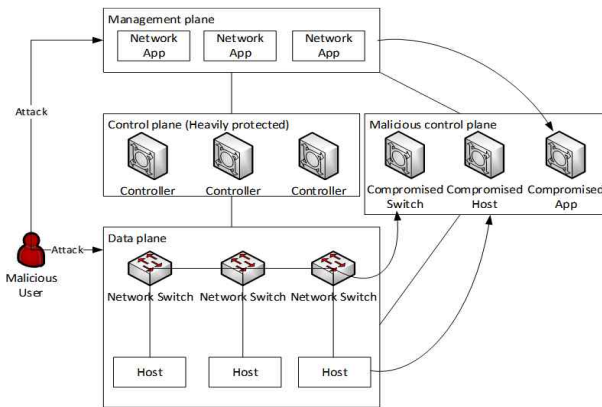 Management plane
Network App
Network App
Network App
Attack
Control plane (Heavily protected)
Controller
Controller
Controller
Malicious control plane
Compromised Switch
Compromised Host
Compromised App
Malicious User
Attack
Data plane
Network Switch
Network Switch
Network Switch
Host
Host
Host